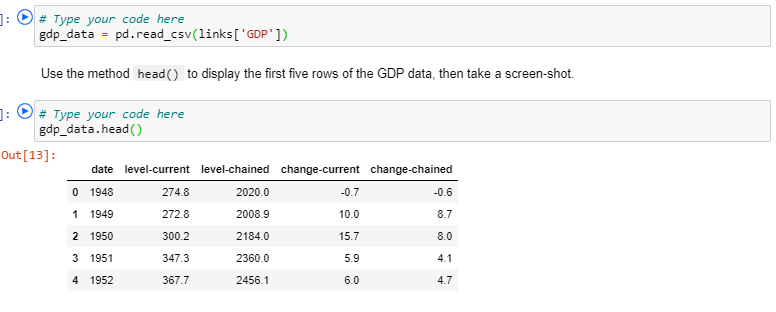 ]: # Type your code here
gdp_data = pd.read_csv(links['GDP'])
Use the method head() to display the first five rows of the GDP data, then take a screen-shot.
]: # Type your code here
gdp_data.head()
Out[13]:
date level-current level-chained change-current change-chained
0 1948 274.8 2020.0 -0.7 -0.6
1 1949 272.8 2008.9 10.0 8.7
2 1950 300.2 2184.0 15.7 8.0
3 1951 347.3 2360.0 5.9 4.1
4 1952 367.7 2456.1 6.0 4.7